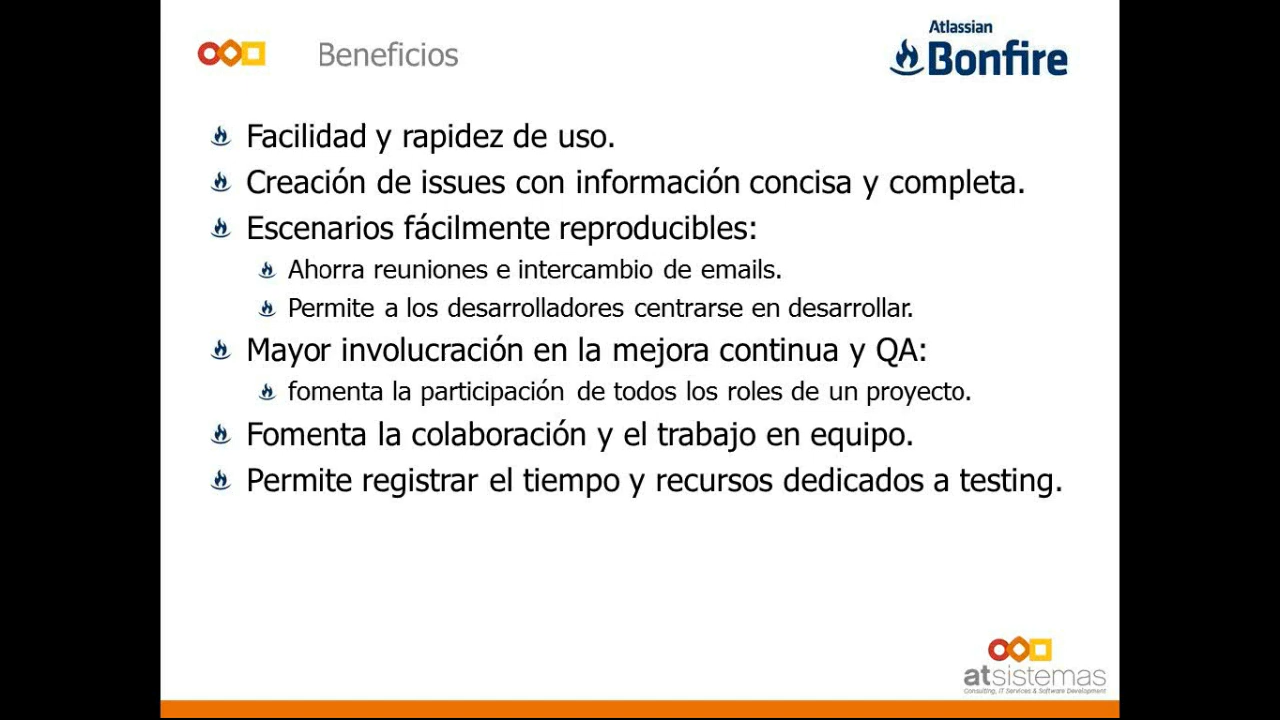 Beneficios
Atlassian
Bonfire
Facilidad y rapidez de uso.
Creación de issues con información concisa y completa.
Escenarios fácilmente reproducibles:
Ahorra reuniones e intercambio de emails.
Permite a los desarrolladores centrarse en desarrollar.
Mayor involucración en la mejora continua y QA:
fomenta la participación de todos los roles de un proyecto.
Fomenta la colaboración y el trabajo en equipo.
Permite registrar el tiempo y recursos dedicados a testing.
atsistemas
Consulting, IT Services & Software Development